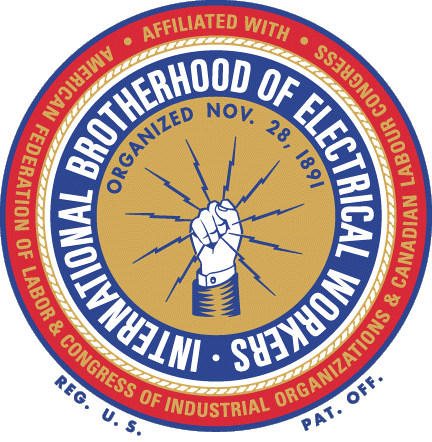 • AFFILIATED WITH •
AMERICAN FEDERATION OF LABOR & CONGRESS OF INDUSTRIAL ORGANIZATIONS & CANADIAN LABOUR CONGRESS
INTERNATIONAL BROTHERHOOD OF ELECTRICAL WORKERS •
ORGANIZED NOV. 28, 1891
REG. U. S.
PAT. OFF.